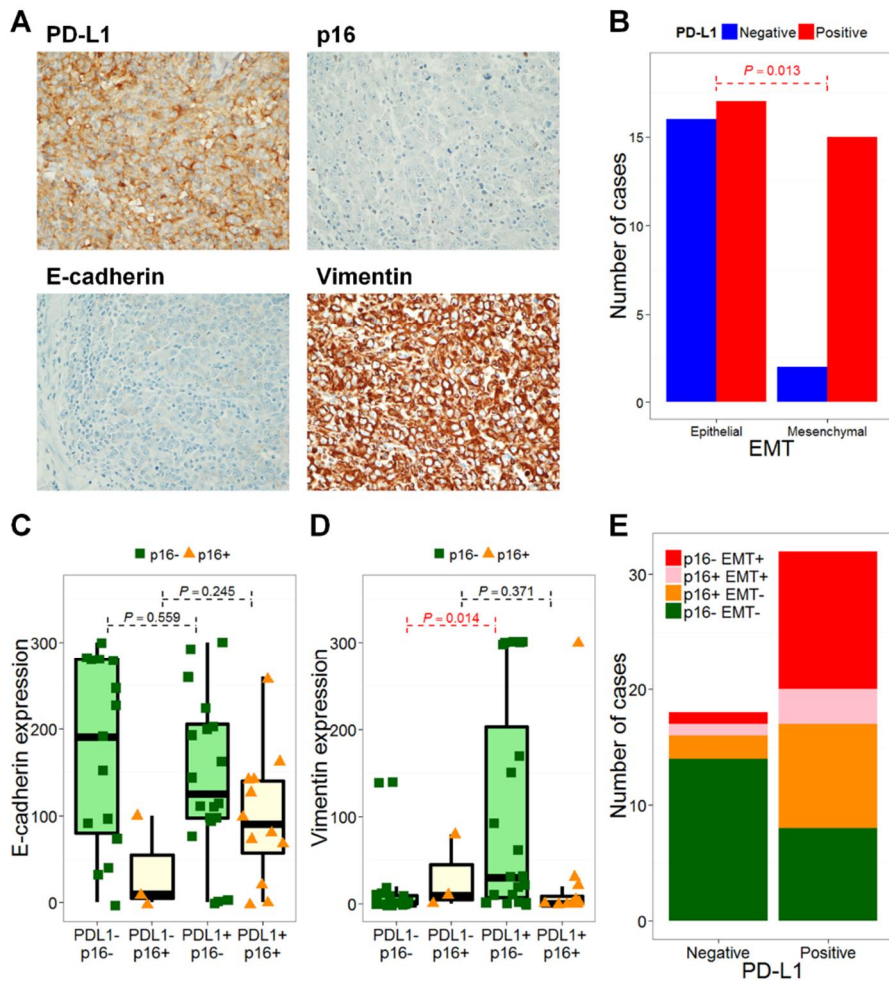 A
PD-L1
p16
E-cadherin
Vimentin
B
PD-L1 Negative Positive
P = 0.013
Number of cases
15
10
5
0
Epithelial
Mesenchymal
EMT
C
p16- p16+
P = 0.245
P = 0.559
E-cadherin expression
300
200
100
0
PDL1- PDL1- PDL1+ PDL1+
p16- p16+ p16- p16+
D
p16- p16+
P = 0.371
P = 0.014
Vimentin expression
300
200
100
0
PDL1- PDL1- PDL1+ PDL1+
p16- p16+ p16- p16+
E
p16- EMT+
p16+ EMT+
p16+ EMT-
p16- EMT-
Number of cases
30
20
10
0
Negative Positive
PD-L1